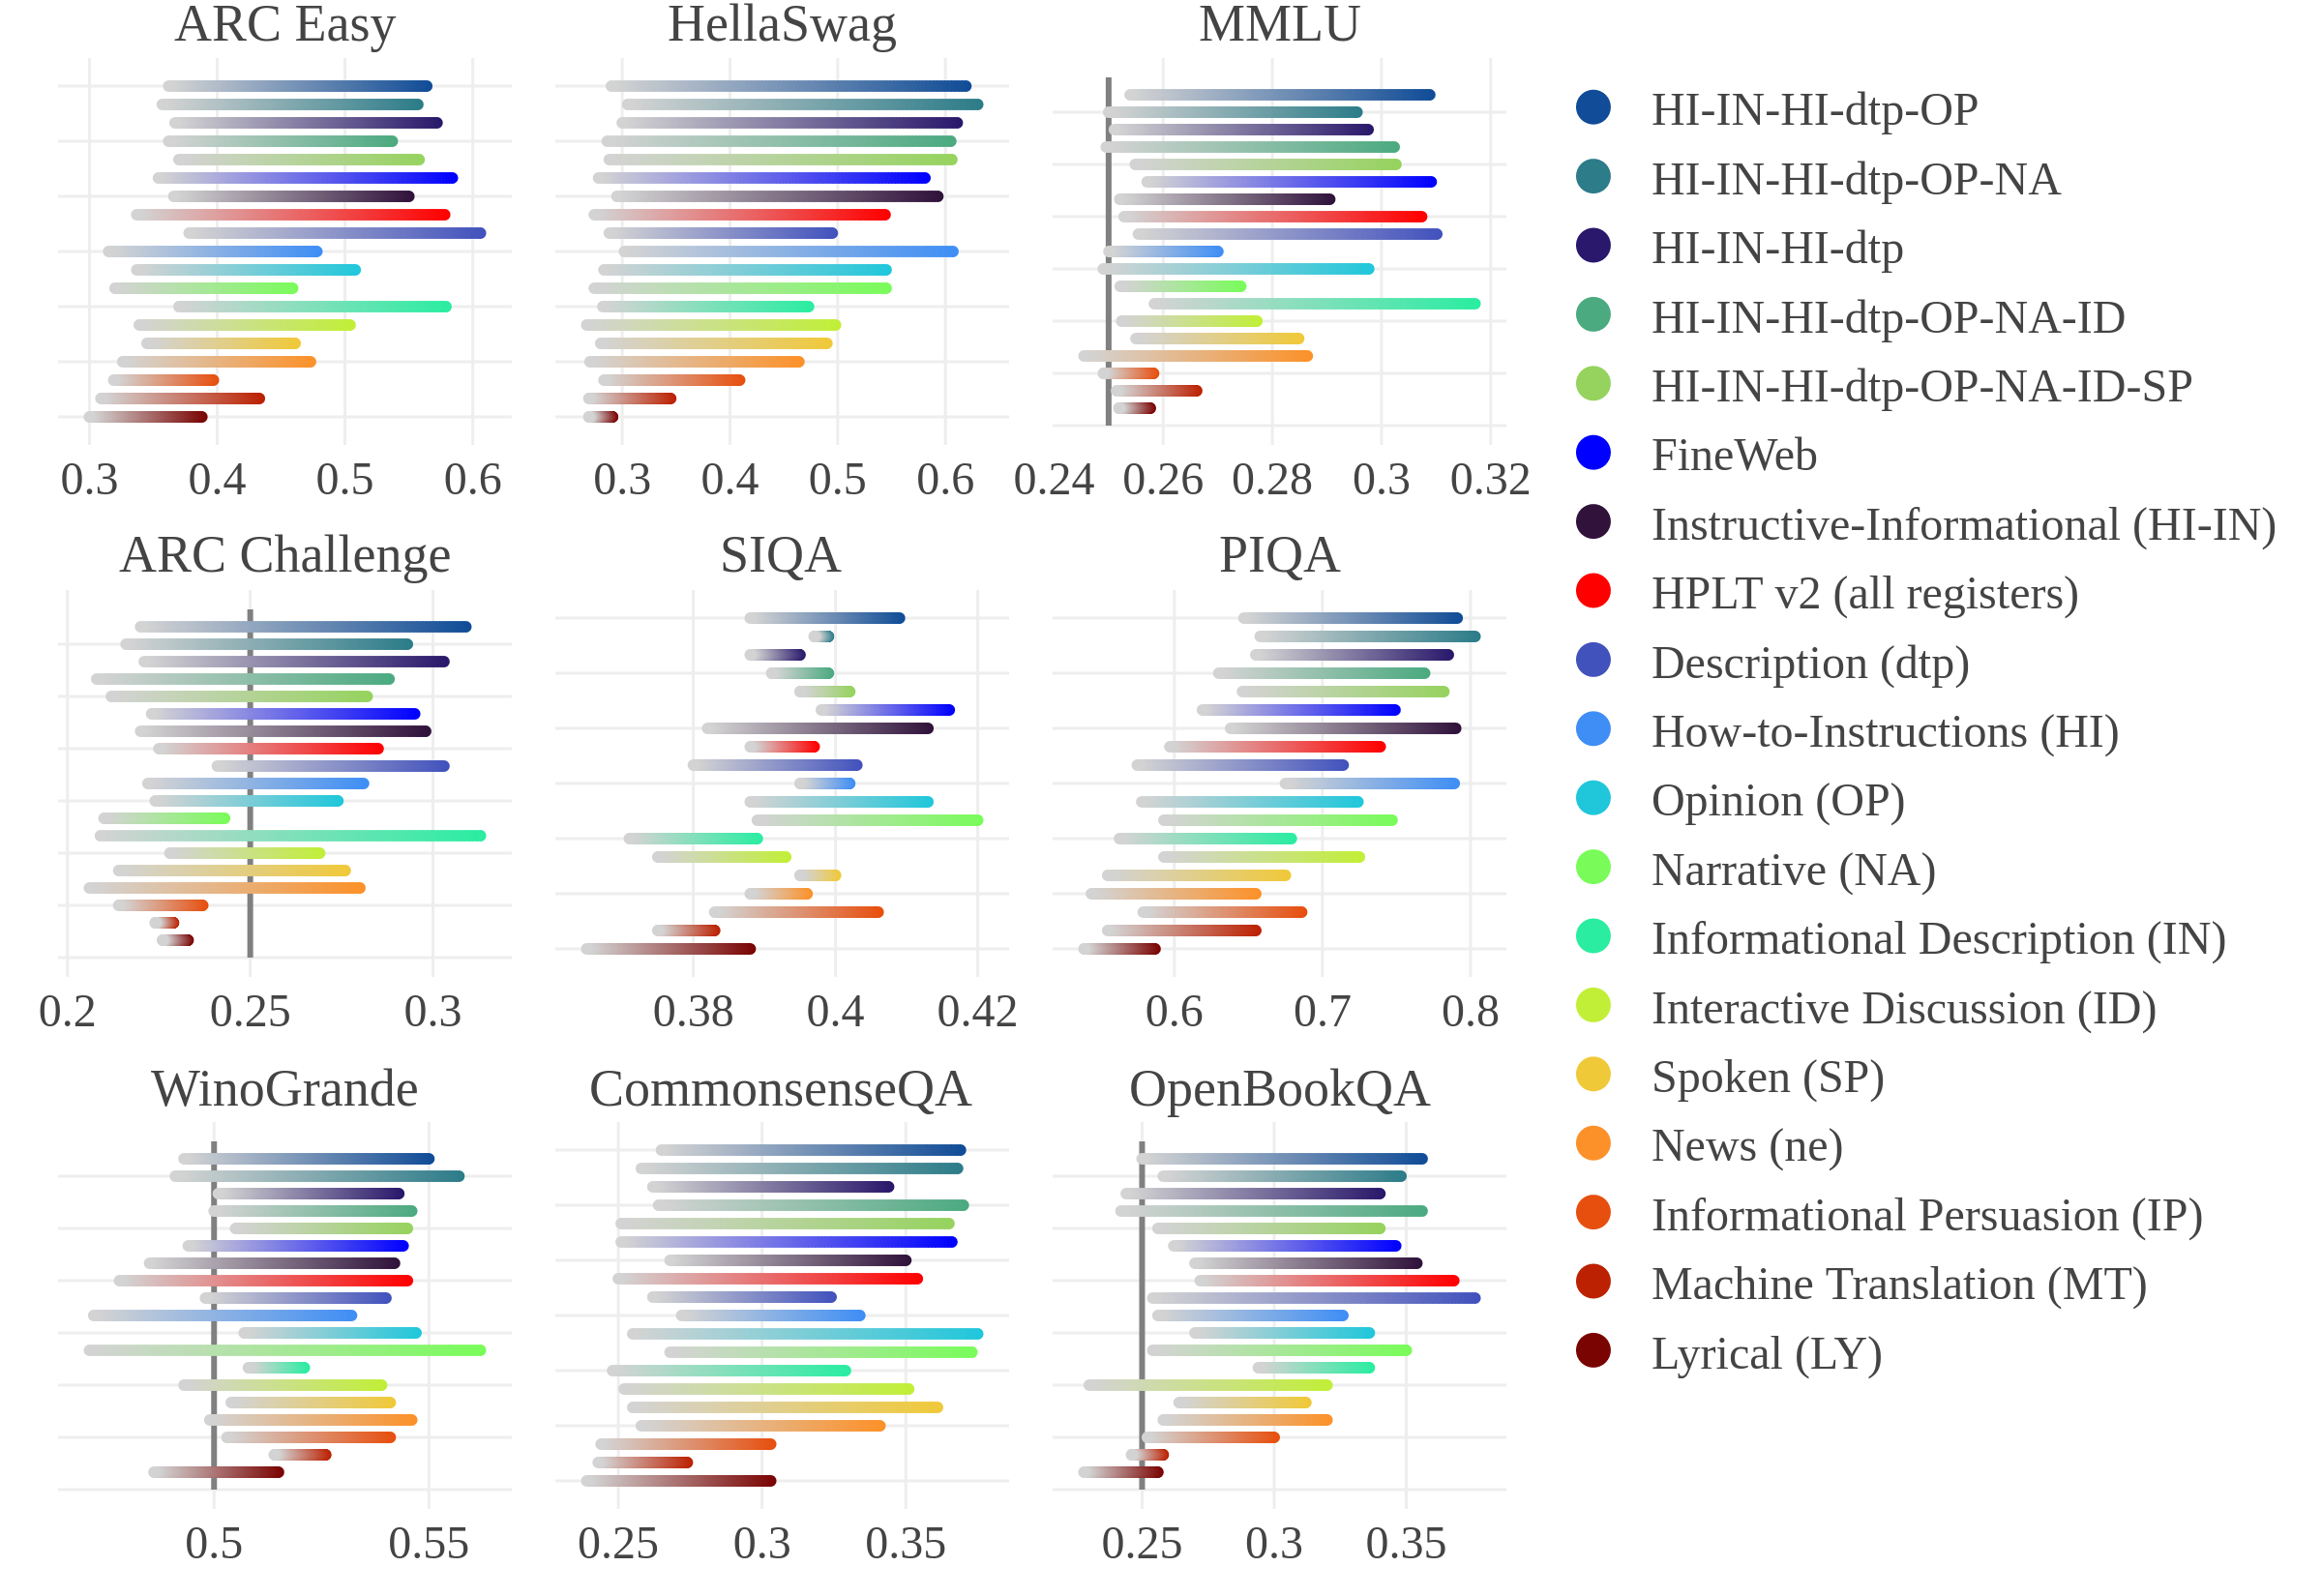 ARC Easy
HellaSwag
MMLU
0.3 0.4 0.5 0.6
0.3 0.4 0.5 0.6
0.24 0.26 0.28 0.3 0.32
ARC Challenge
SIQA
PIQA
0.2 0.25 0.3
0.38 0.4 0.42
0.6 0.7 0.8
WinoGrande
CommonsenseQA
OpenBookQA
0.5 0.55
0.25 0.3 0.35
0.25 0.3 0.35
HI-IN-HI-dtp-OP
HI-IN-HI-dtp-OP-NA
HI-IN-HI-dtp
HI-IN-HI-dtp-OP-NA-ID
HI-IN-HI-dtp-OP-NA-ID-SP
FineWeb
Instructive-Informational (HI-IN)
HPLT v2 (all registers)
Description (dtp)
How-to-Instructions (HI)
Opinion (OP)
Narrative (NA)
Informational Description (IN)
Interactive Discussion (ID)
Spoken (SP)
News (ne)
Informational Persuasion (IP)
Machine Translation (MT)
Lyrical (LY)